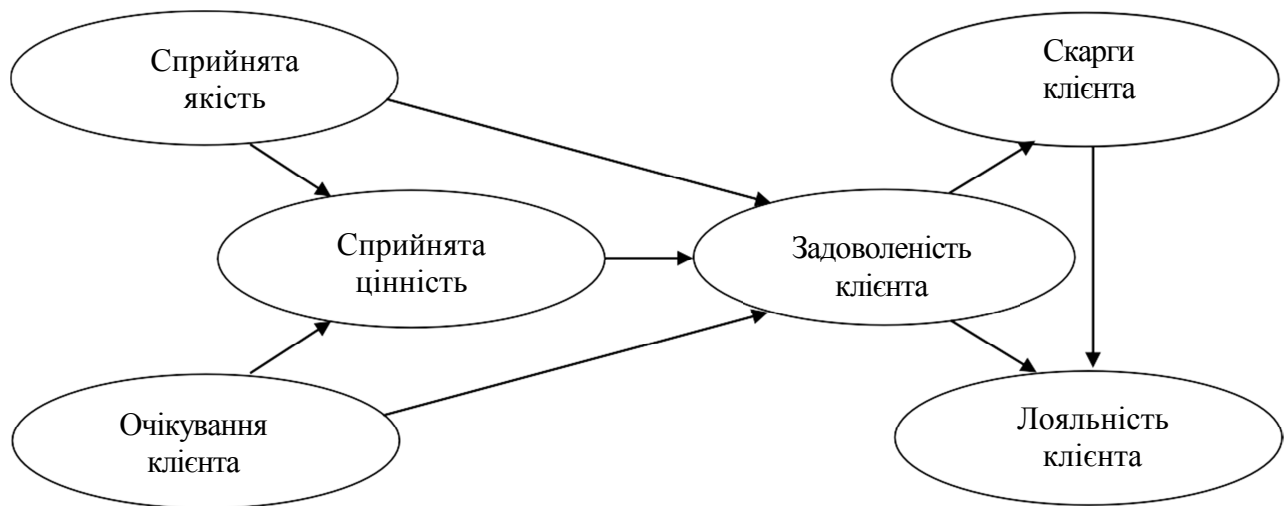 Сприйнята
якість
Скарги
клієнта
Сприйнята
цінність
Задоволеність
клієнта
Очікування
клієнта
Лояльність
клієнта